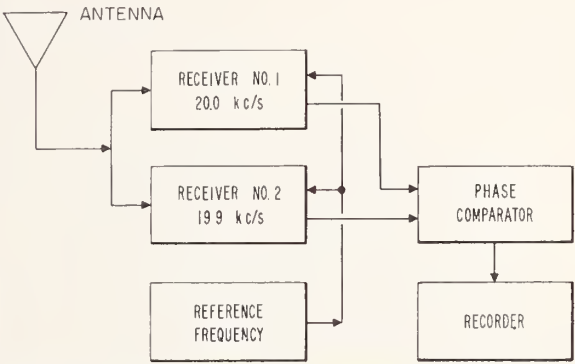 ANTENNA
RECEIVER NO. 1
20.0 kc/s
RECEIVER NO. 2
19.9 kc/s
PHASE
COMPARATOR
REFERENCE
FREQUENCY
RECORDER